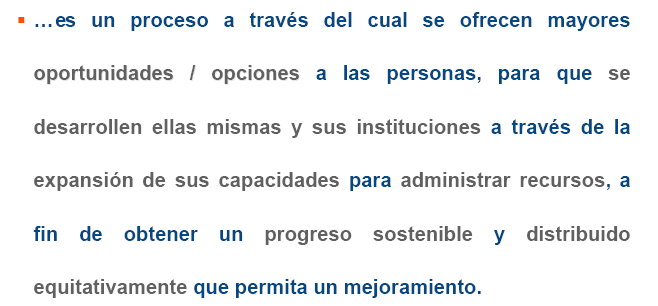 …es un proceso a través del cual se ofrecen mayores
oportunidades / opciones a las personas, para que se
desarrollen ellas mismas y sus instituciones a través de la
expansión de sus capacidades para administrar recursos, a
fin de obtener un progreso sostenible y distribuido
equitativamente que permita un mejoramiento.